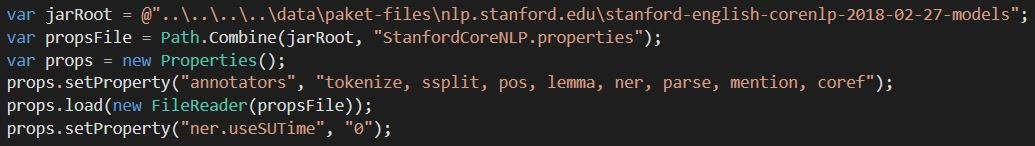 var jarRoot = @"..\..\..\..\data\paket-files\nlp.stanford.edu\stanford-english-corenlp-2018-02-27-models";
var propsFile = Path.Combine(jarRoot, "StanfordCoreNLP.properties");
var props = new Properties();
props.setProperty("annotators", "tokenize, ssplit, pos, lemma, ner, parse, mention, coref");
props.load(new FileReader(propsFile));
props.setProperty("ner.useSUTime", "0");